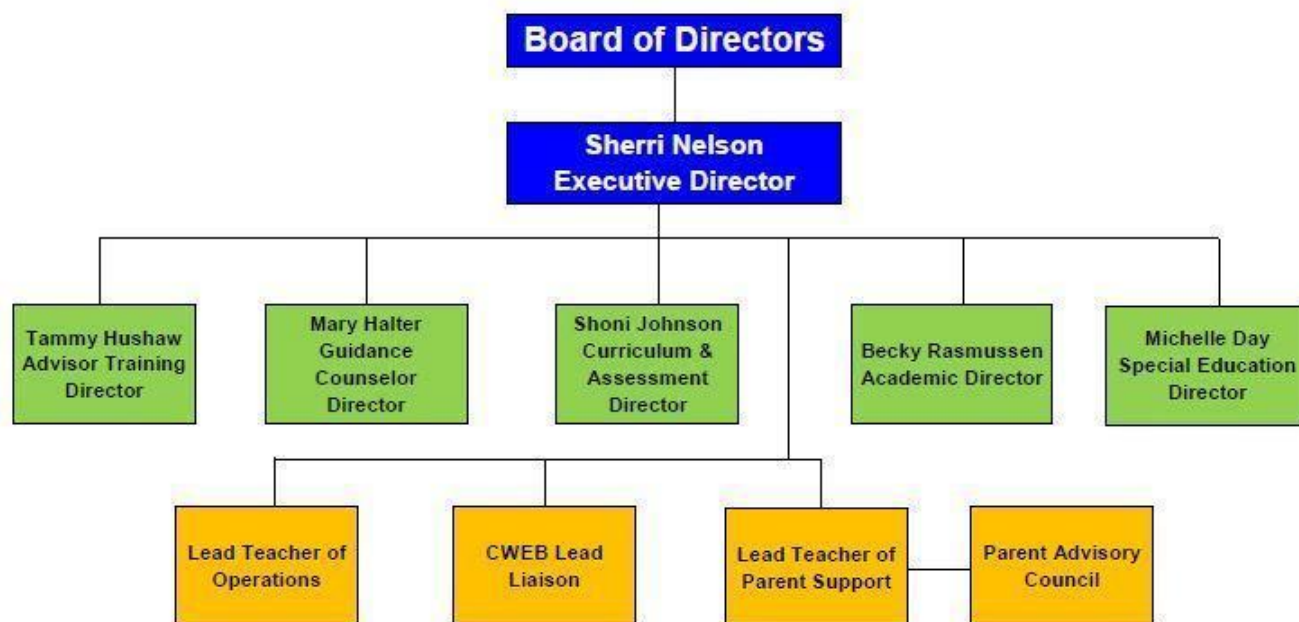 Board of Directors
Sherri Nelson
Executive Director
Tammy Hushaw
Advisor Training
Director
Mary Halter
Guidance
Counselor
Director
Shoni Johnson
Curriculum &
Assessment
Director
Becky Rasmussen
Academic Director
Michelle Day
Special Education
Director
Lead Teacher of
Operations
CWEB Lead
Liaison
Lead Teacher of
Parent Support
Parent Advisory
Council